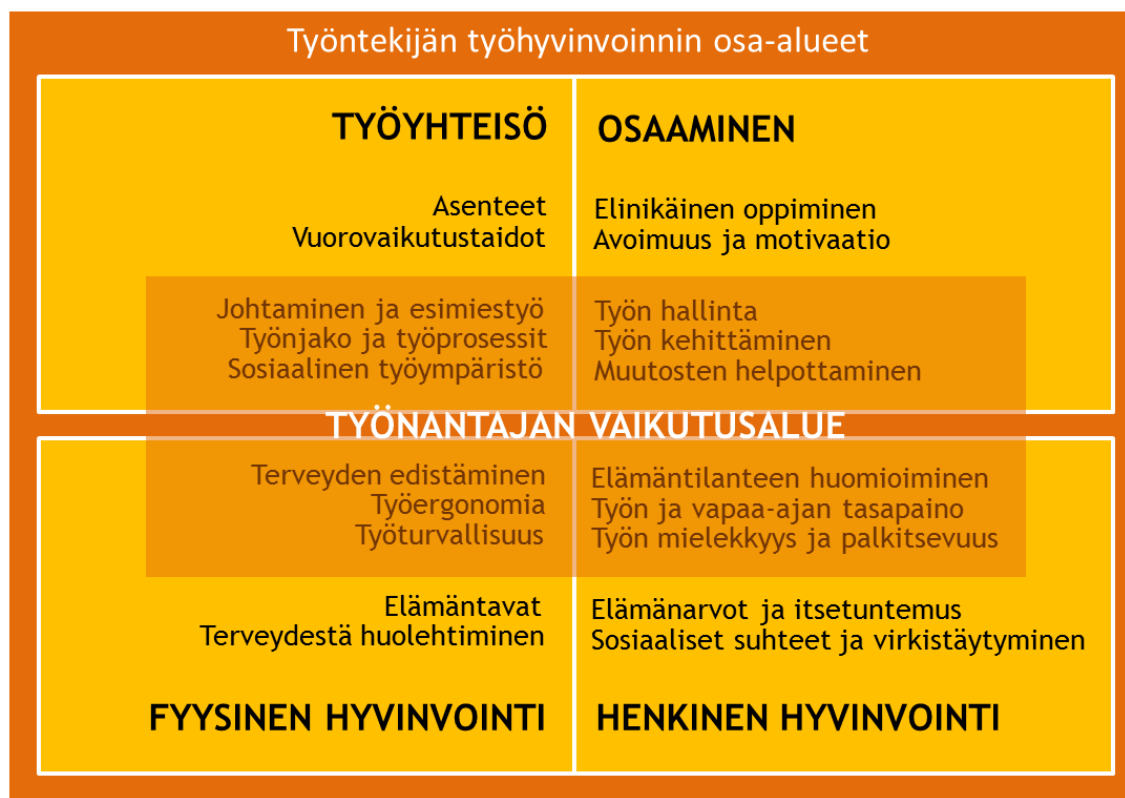 Työntekijän työhyvinvoinnin osa-alueet
TYÖYHTEISÖ
Asenteet
Vuorovaikutustaidot
Johtaminen ja esimiestyö
Työnjako ja työprosessit
Sosiaalinen työympäristö
OSAAMINEN
Elinikäinen oppiminen
Avoimuus ja motivaatio
Työn hallinta
Työn kehittäminen
Muutosten helpottaminen
TYÖNANTAJAN VAIKUTUSALUE
Terveyden edistäminen
Työergonomia
Työturvallisuus
Elämäntavat
Terveydestä huolehtiminen
FYYSINEN HYVINVOINTI
Elämäntilanteen huomioiminen
Työn ja vapaa-ajan tasapaino
Työn mielekkyys ja palkitsevuus
Elämänarvot ja itsetuntemus
Sosiaaliset suhteet ja virkistäytyminen
HENKINEN HYVINVOINTI